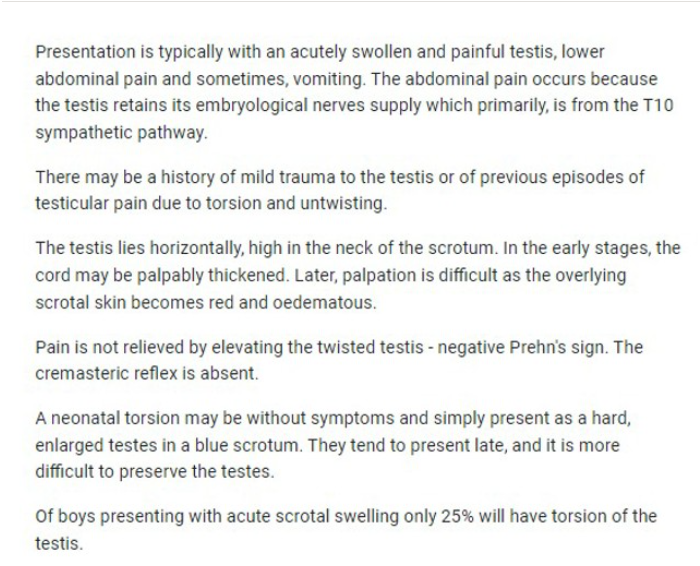 Presentation is typically with an acutely swollen and painful testis, lower
abdominal pain and sometimes, vomiting. The abdominal pain occurs because
the testis retains its embryological nerves supply which primarily, is from the T10
sympathetic pathway.
There may be a history of mild trauma to the testis or of previous episodes of
testicular pain due to torsion and untwisting.
The testis lies horizontally, high in the neck of the scrotum. In the early stages, the
cord may be palpably thickened. Later, palpation is difficult as the overlying
scrotal skin becomes red and oedematous.
Pain is not relieved by elevating the twisted testis - negative Prehn's sign. The
cremasteric reflex is absent.
A neonatal torsion may be without symptoms and simply present as a hard,
enlarged testes in a blue scrotum. They tend to present late, and it is more
difficult to preserve the testes.
Of boys presenting with acute scrotal swelling only 25% will have torsion of the
testis.